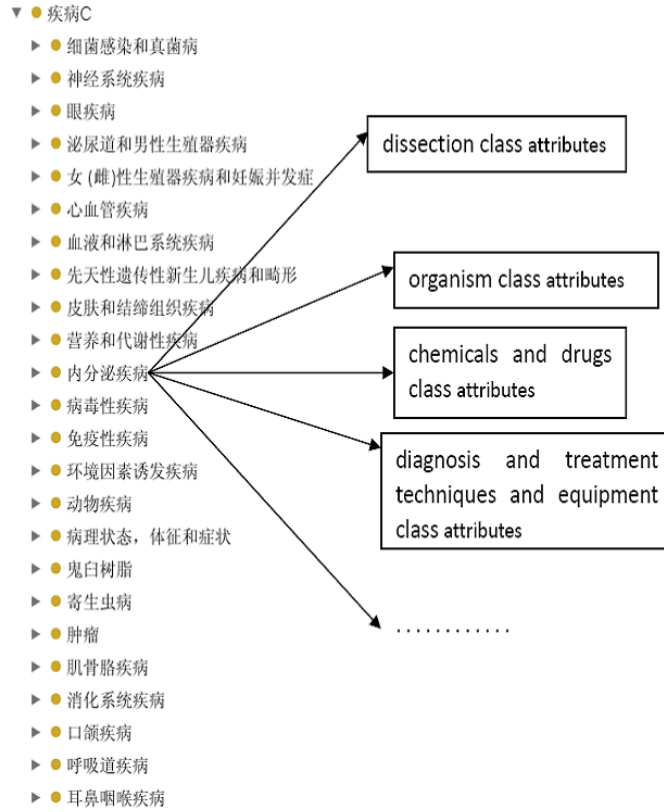 疾病C
细菌感染和真菌病
神经系统疾病
眼疾病
泌尿道和男性生殖器疾病
女(雌)性生殖器疾病和妊娠并发症
心血管疾病
血液和淋巴系统疾病
先天性遗传性新生儿疾病和畸形
皮肤和结缔组织疾病
营养和代谢性疾病
内分泌疾病
病毒性疾病
免疫性疾病
环境因素诱发疾病
动物疾病
病理状态，体征和症状
鬼臼树脂
寄生虫病
肿瘤
肌骨胳疾病
消化系统疾病
口颌疾病
呼吸道疾病
耳鼻咽喉疾病
dissection class attributes
organism class attributes
chemicals and drugs
class attributes
diagnosis and treatment
techniques and equipment
class attributes
............